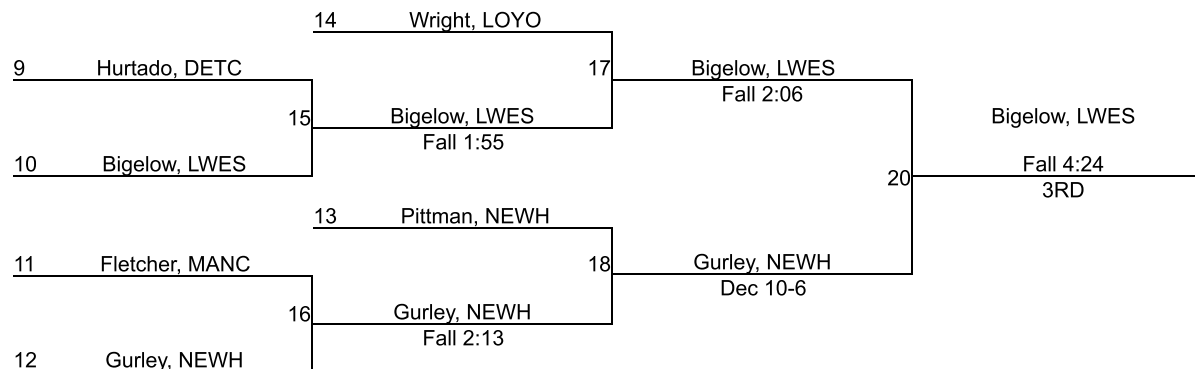 14 Wright, LOYO
9 Hurtado, DETC
17 Bigelow, LWES
Fall 2:06
15 Bigelow, LWES
Fall 1:55
Bigelow, LWES
10 Bigelow, LWES
Fall 4:24
20
3RD
13 Pittman, NEWH
11 Fletcher, MANC
18 Gurley, NEWH
Dec 10-6
16 Gurley, NEWH
Fall 2:13
12 Gurley, NEWH